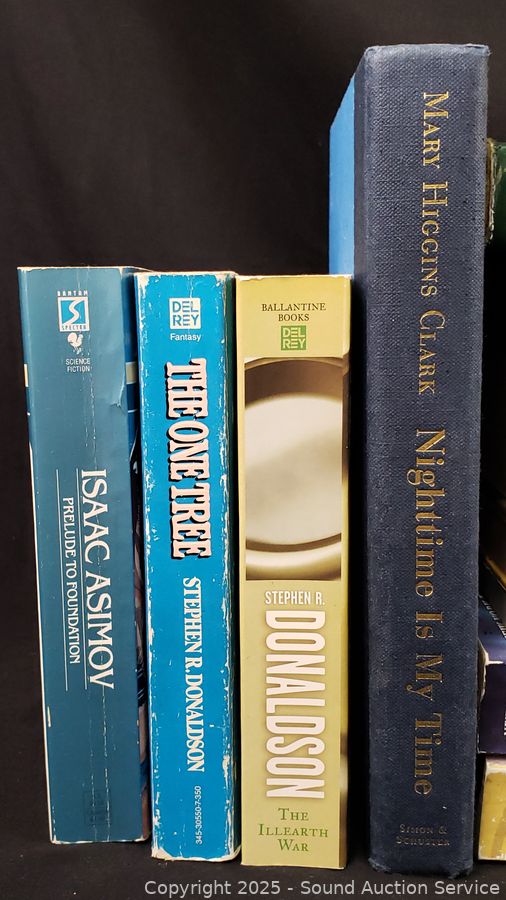 BANTAM
SPECTRA
SCIENCE
FICTION
ISAAC ASIMOV
PRELUDE TO FOUNDATION
DEL
REY
Fantasy
THE ONE TREE
STEPHEN R. DONALDSON
345-30550-7-350
BALLANTINE
BOOKS
DEL
REY
STEPHEN R.
DONALDSON
THE
ILLEARTH
WAR
MARY HIGGINS CLARK Nighttime Is My Time
SIMON &
SCHUSTER
Copyright 2025 - Sound Auction Service